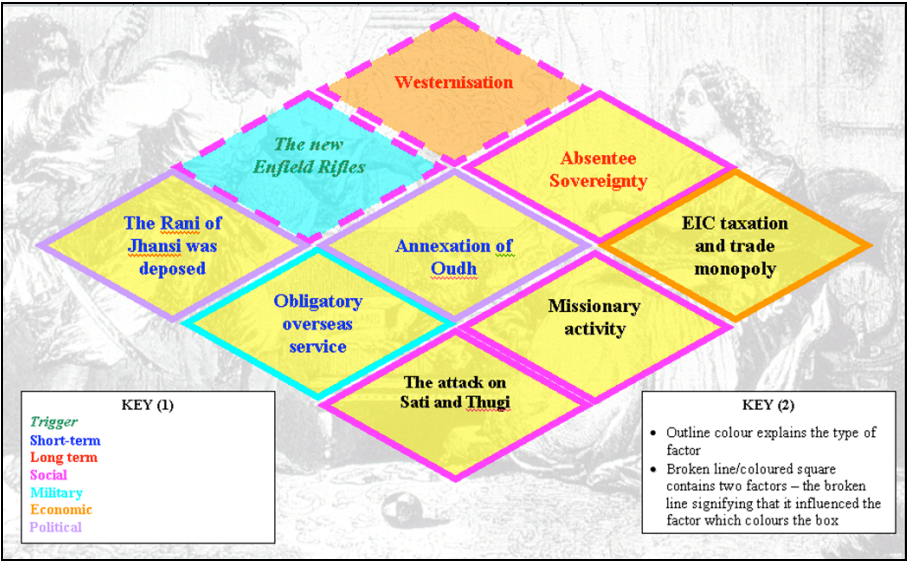 Westernisation
The new
Enfield Rifles
Absentee
Sovereignty
The Rani of
Jhansi was
deposed
Annexation of
Oudh
EIC taxation
and trade
monopoly
Obligatory
overseas
service
Missionary
activity
The attack on
Sati and Thugi
KEY (1)
Trigger
Short-term
Long term
Social
Military
Economic
Political
KEY (2)
• Outline colour explains the type of
factor
• Broken line/coloured square
contains two factors – the broken
line signifying that it influenced the
factor which colours the box